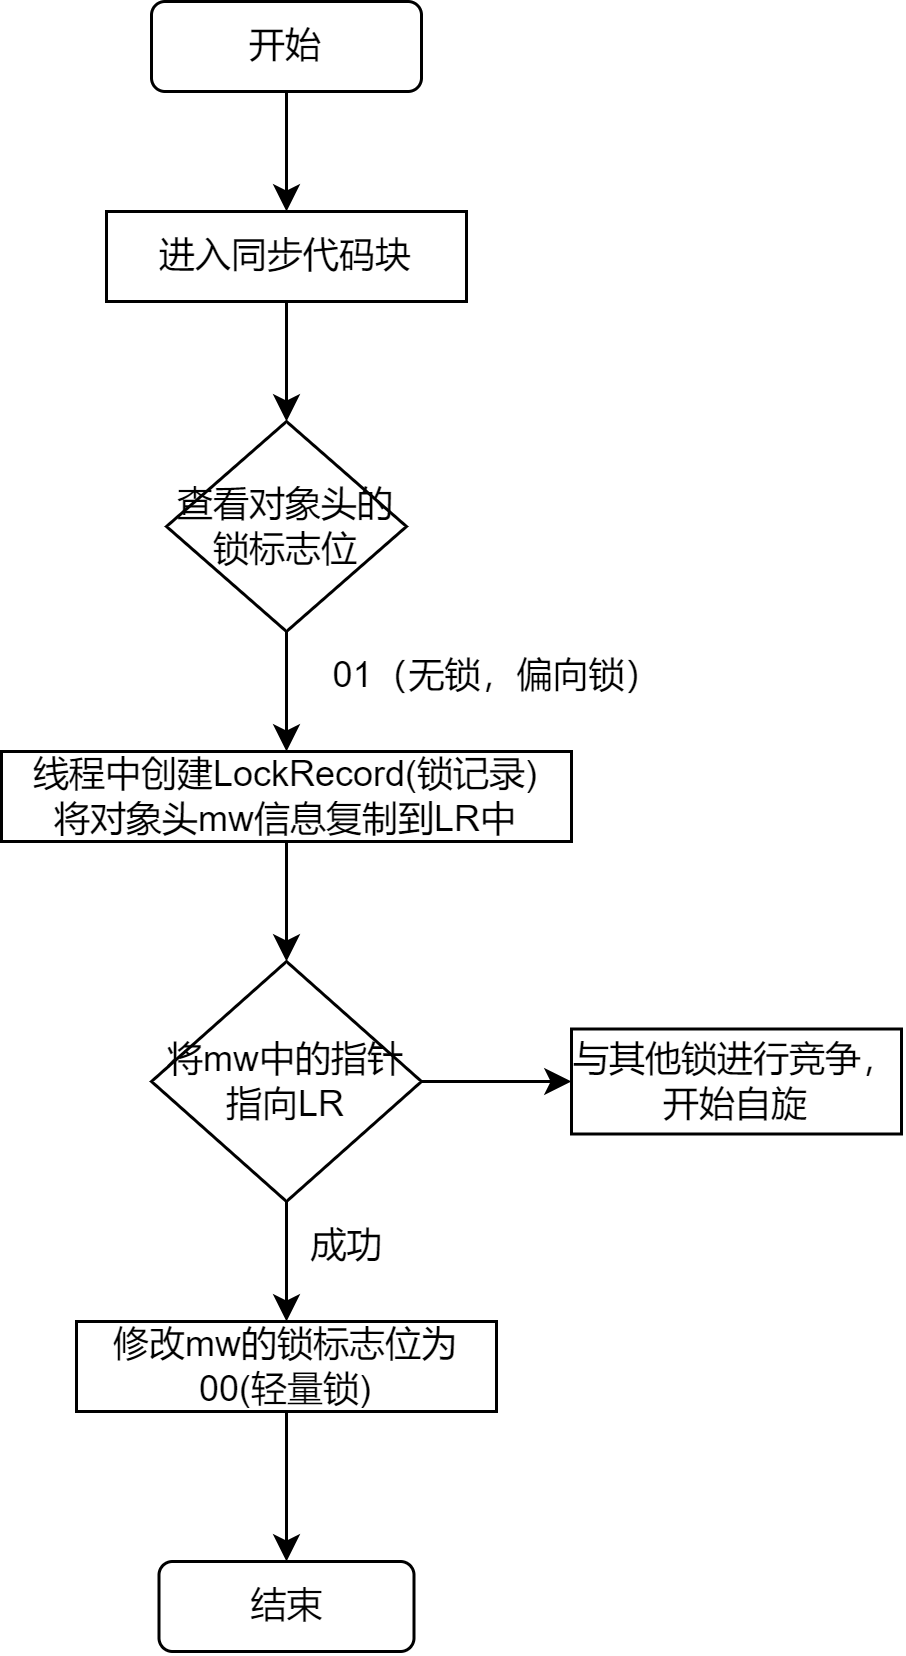 开始
进入同步代码块
查看对象头的
锁标志位
01（无锁，偏向锁）
线程中创建LockRecord(锁记录)
将对象头mw信息复制到LR中
将mw中的指针
指向LR
与其他锁进行竞争，
开始自旋
成功
修改mw的锁标志位为
00(轻量锁)
结束